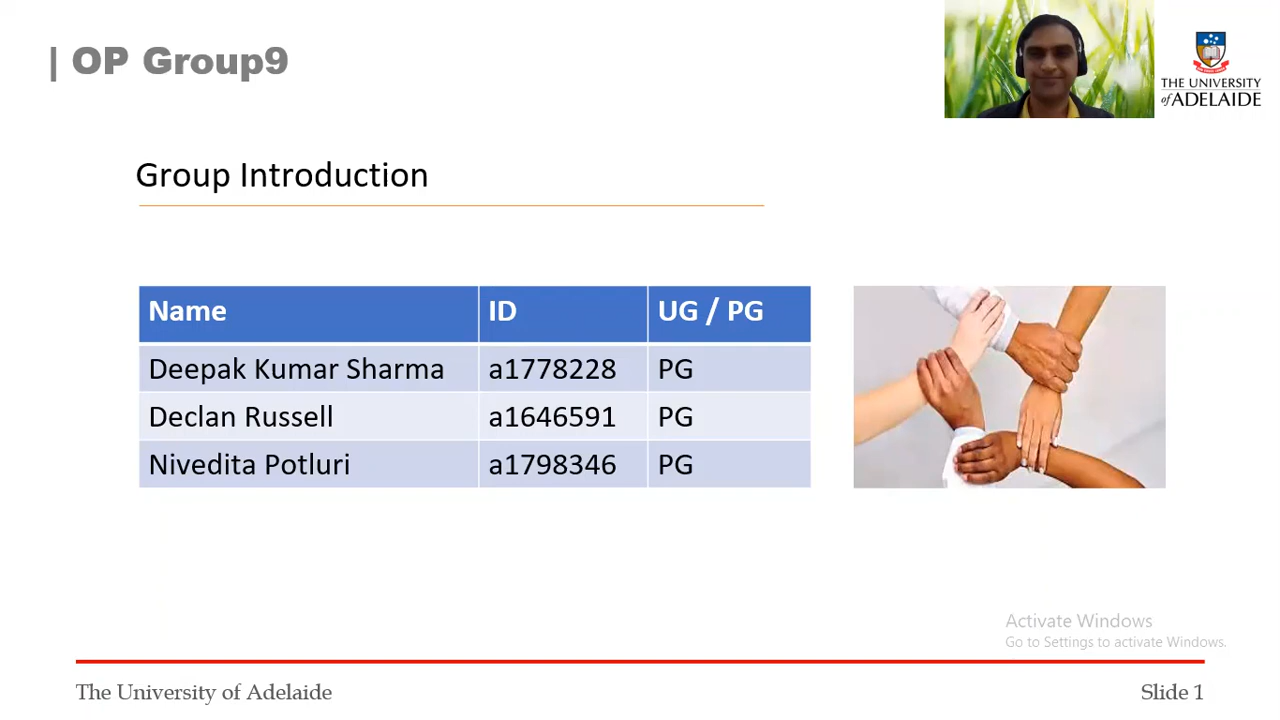 | OP Group9
THE UNIVERSITY
of ADELAIDE
Group Introduction
Name ID UG / PG
Deepak Kumar Sharma a1778228 PG
Declan Russell a1646591 PG
Nivedita Potluri a1798346 PG
Activate Windows
Go to Settings to activate Windows.
The University of Adelaide Slide 1